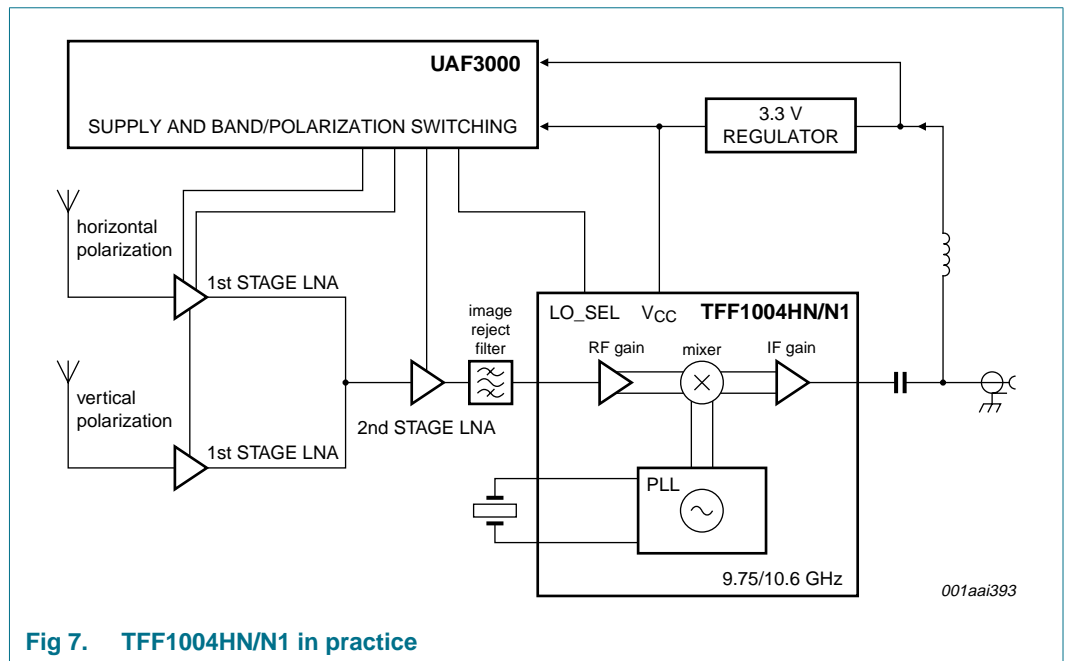 UAF3000
SUPPLY AND BAND/POLARIZATION SWITCHING
3.3 V
REGULATOR
horizontal
polarization
1st STAGE LNA
vertical
polarization
1st STAGE LNA
2nd STAGE LNA
image
reject
filter
LO_SEL
VCC
TFF1004HN/N1
RF gain
mixer
IF gain
PLL
9.75/10.6 GHz
001aai393
Fig 7. TFF1004HN/N1 in practice